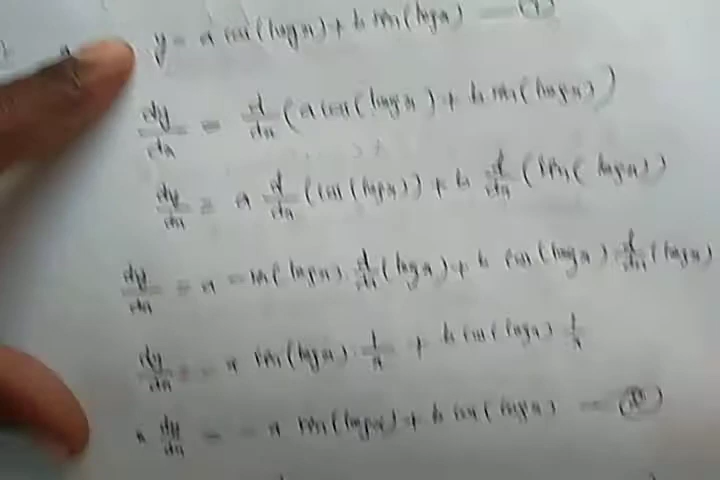 y = a cos(log x) + b sin(log x) — (1)
dy/dx = d/dx (a cos(log x) + b sin(log x))
dy/dx = a d/dx (cos(log x)) + b d/dx (sin(log x))
dy/dx = a - sin(log x) . d/dx (log x) + b cos(log x) . d/dx (log x)
dy/dx = - a sin(log x) . 1/x + b cos(log x) 1/x
x dy/dx = - a sin(log x) + b cos(log x) —